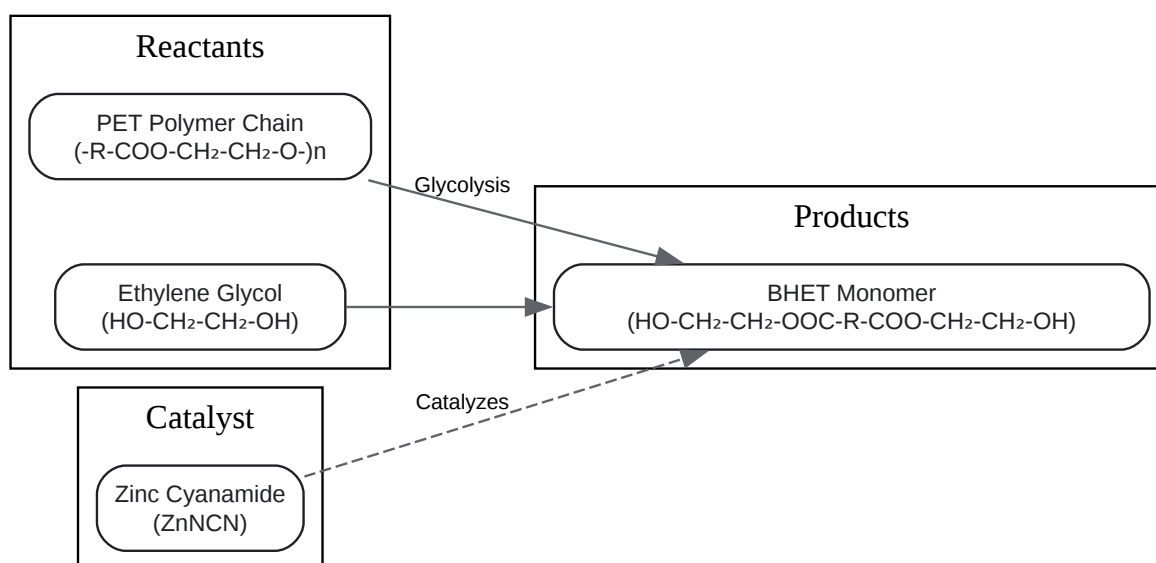 Reactants
PET Polymer Chain
(-R-COO-CH₂-CH₂-O-)n
Glycolysis
Products
Ethylene Glycol
(HO-CH₂-CH₂-OH)
BHET Monomer
(HO-CH₂-CH₂-OOC-R-COO-CH₂-CH₂-OH)
Catalyzes
Catalyst
Zinc Cyanamide
(ZnNCN)